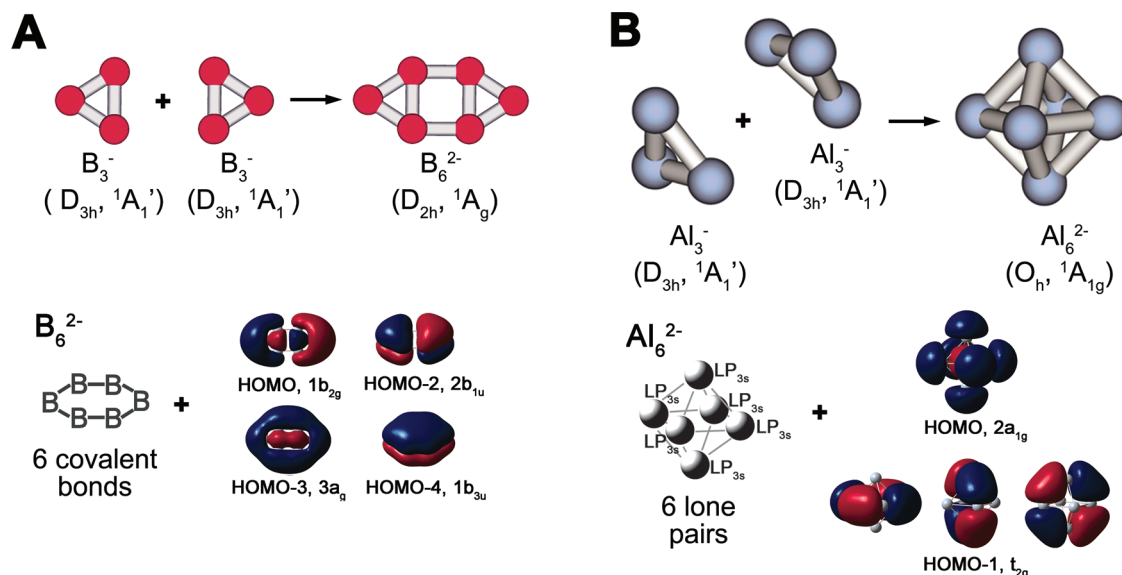 A
+
B₃⁻
( D₃ₕ, ¹A₁’)
B₃⁻
(D₃ₕ, ¹A₁’)
B₆²⁻
(D₂ₕ, ¹A_g)
B₆²⁻
B–B
B B
B–B
+
6 covalent
bonds
HOMO, 1b₂g
HOMO-2, 2b₁ᵤ
HOMO-3, 3a_g
HOMO-4, 1b₃ᵤ
B
+
Al₃⁻
(D₃ₕ, ¹A₁’)
Al₃⁻
(D₃ₕ, ¹A₁’)
Al₆²⁻
(Oₕ, ¹A₁g)
Al₆²⁻
LP₃ₛ
LP₃ₛ
LP₃ₛ
LP₃ₛ
LP₃ₛ
LP₃ₛ
+
6 lone
pairs
HOMO, 2a₁g
HOMO-1, t₂g